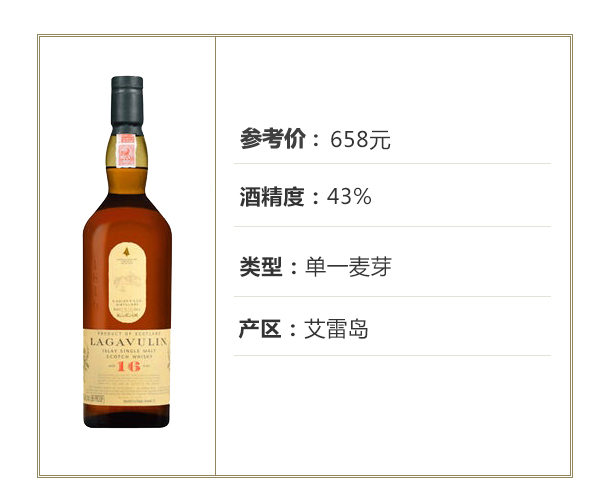 参考价：658元
酒精度：43%
类型：单一麦芽
产区：艾雷岛
PRODUCT OF SCOTLAND
LAGAVULIN
ISLAY SINGLE MALT
SCOTCH WHISKY
16